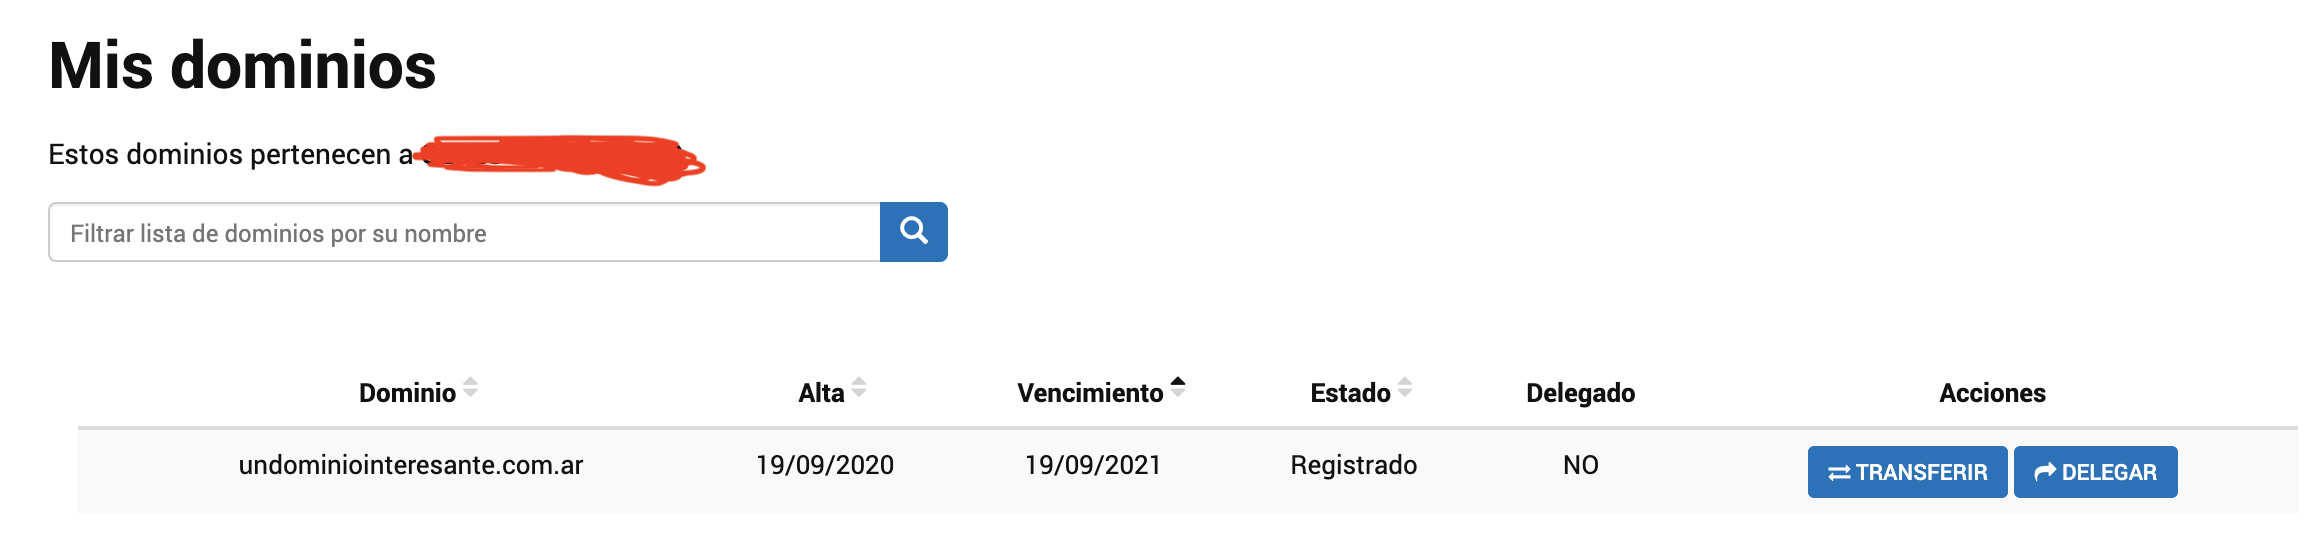 Mis dominios
Estos dominios pertenecen a
Filtrar lista de dominios por su nombre
Dominio Alta Vencimiento Estado Delegado Acciones
undominiointeresante.com.ar 19/09/2020 19/09/2021 Registrado NO TRANSFERIR DELEGAR